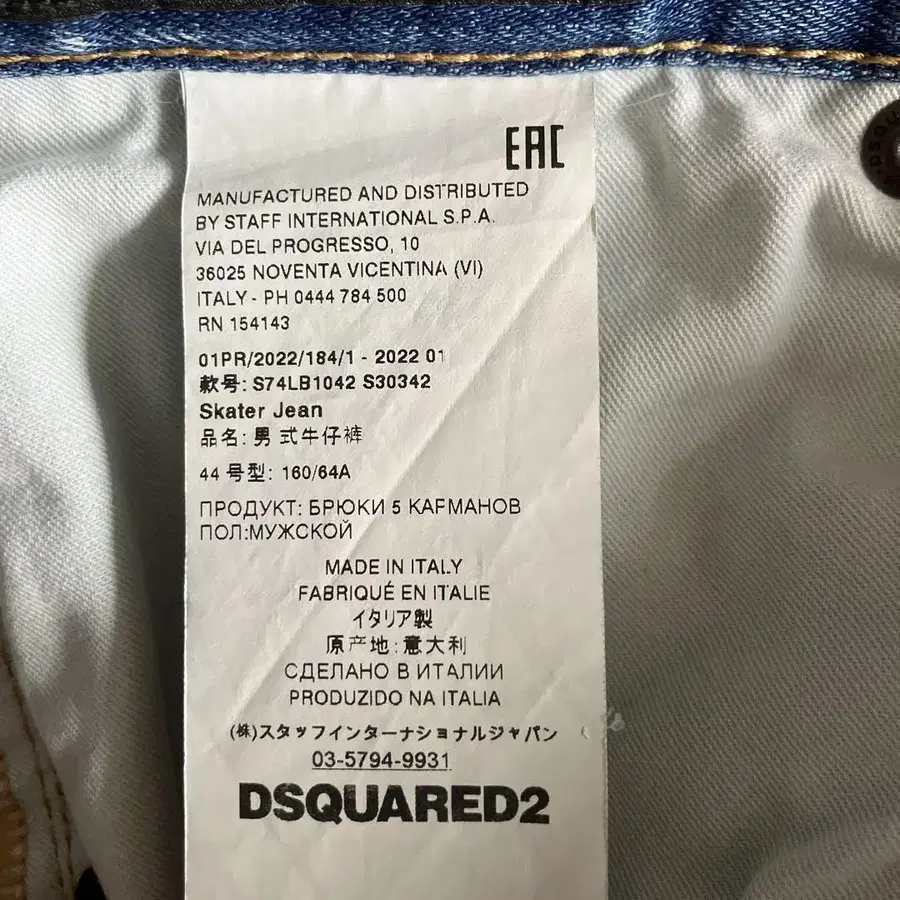 EAC
MANUFACTURED AND DISTRIBUTED
BY STAFF INTERNATIONAL S.P.A.
VIA DEL PROGRESSO, 10
36025 NOVENTA VICENTINA (VI)
ITALY - PH 0444 784 500
RN 154143
01PR/2022/184/1 - 2022 01
款号: S74LB1042 S30342
Skater Jean
品名: 男 式牛仔裤
44 号型: 160/64A
ПРОДУКТ: БРЮКИ 5 КАРМАНОВ
ПОЛ:МУЖСКОЙ
MADE IN ITALY
FABRIQUÉ EN ITALIE
イタリア製
原产地:意大利
СДЕЛАНО В ИТАЛИИ
PRODUZIDO NA ITALIA
(株)スタッフインターナショナルジャパン
03-5794-9931
DSQUARED2